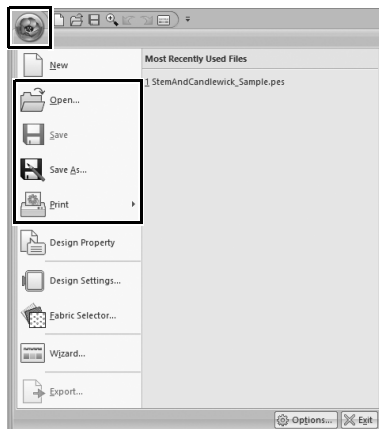 New
Most Recently Used Files
1 StemAndCandlewick_Sample.pes
Open...
Save
Save As...
Print
Design Property
Design Settings...
Fabric Selector...
Wizard...
Export...
Options...
Exit